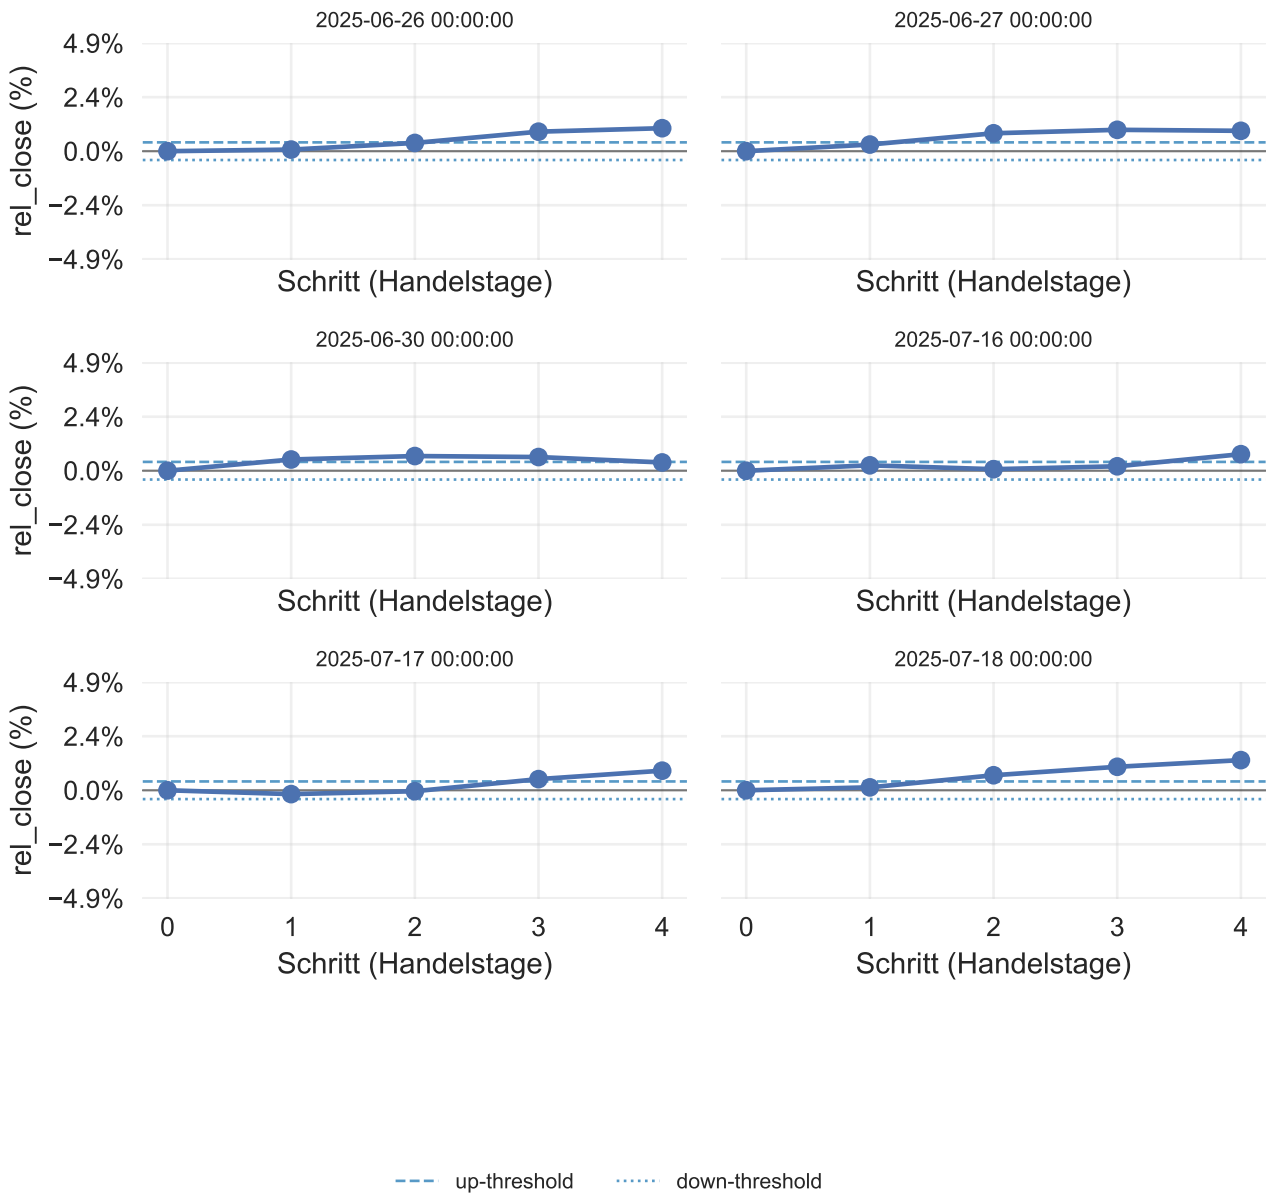 2025-06-26 00:00:00
2025-06-27 00:00:00
4.9%
2.4%
0.0%
−2.4%
−4.9%
rel_close (%)
Schritt (Handelstage)
Schritt (Handelstage)
2025-06-30 00:00:00
2025-07-16 00:00:00
4.9%
2.4%
0.0%
−2.4%
−4.9%
rel_close (%)
Schritt (Handelstage)
Schritt (Handelstage)
2025-07-17 00:00:00
2025-07-18 00:00:00
4.9%
2.4%
0.0%
−2.4%
−4.9%
rel_close (%)
0 1 2 3 4
0 1 2 3 4
Schritt (Handelstage)
Schritt (Handelstage)
up-threshold
down-threshold